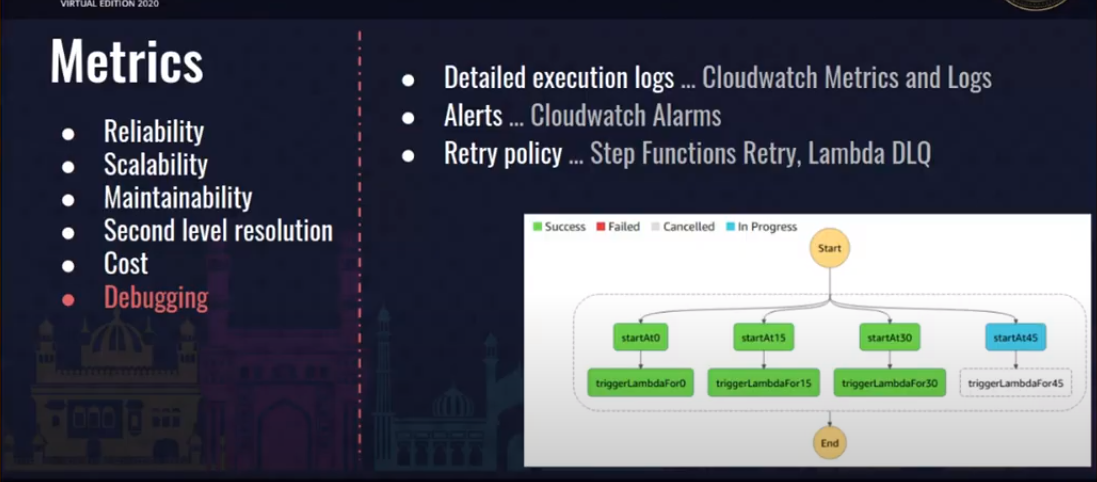 VIRTUAL EDITION 2020
Metrics
Reliability
Scalability
Maintainability
Second level resolution
Cost
Debugging
Detailed execution logs ... Cloudwatch Metrics and Logs
Alerts ... Cloudwatch Alarms
Retry policy ... Step Functions Retry, Lambda DLQ
Success Failed Cancelled In Progress
Start
startAt0 startAt15 startAt30 startAt45
triggerLambdaFor0 triggerLambdaFor15 triggerLambdaFor30 triggerLambdaFor45
End